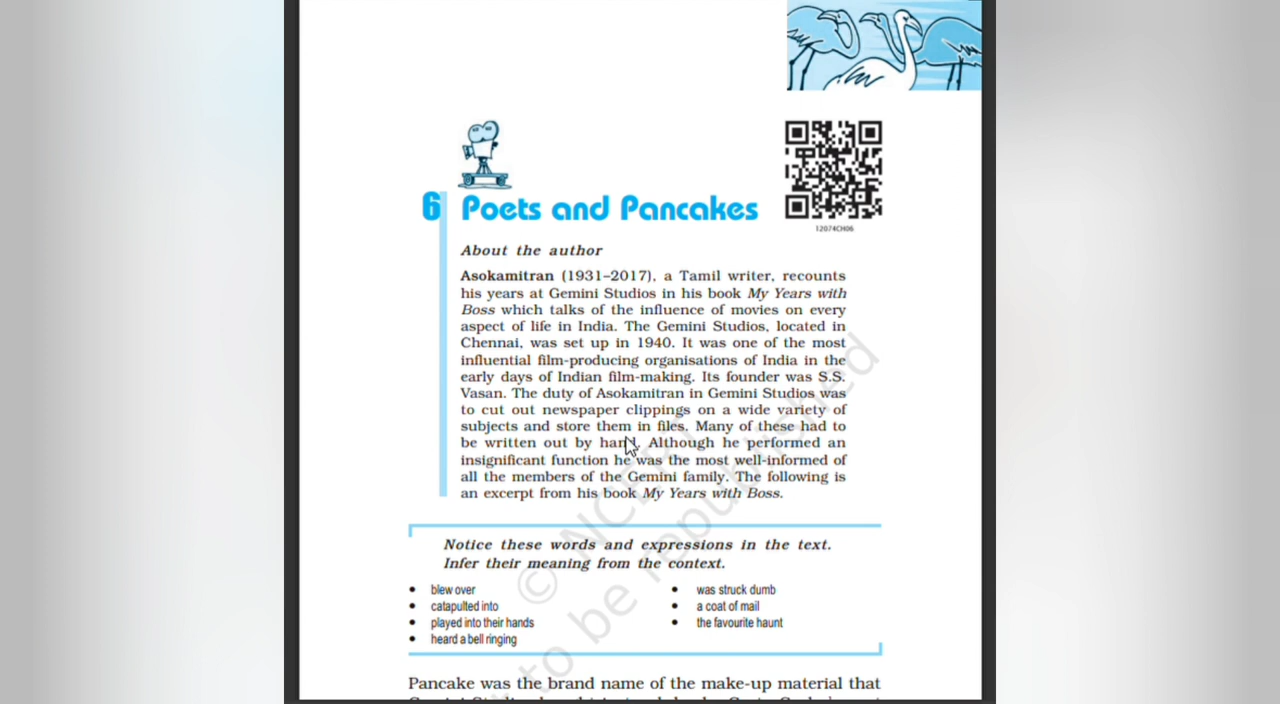 12074CH06
6 Poets and Pancakes
About the author
Asokamitran (1931–2017), a Tamil writer, recounts
his years at Gemini Studios in his book My Years with
Boss which talks of the influence of movies on every
aspect of life in India. The Gemini Studios, located in
Chennai, was set up in 1940. It was one of the most
influential film-producing organisations of India in the
early days of Indian film-making. Its founder was S.S.
Vasan. The duty of Asokamitran in Gemini Studios was
to cut out newspaper clippings on a wide variety of
subjects and store them in files. Many of these had to
be written out by hand. Although he performed an
insignificant function he was the most well-informed of
all the members of the Gemini family. The following is
an excerpt from his book My Years with Boss.
Notice these words and expressions in the text.
Infer their meaning from the context.
• blew over
• catapulted into
• played into their hands
• heard a bell ringing
• was struck dumb
• a coat of mail
• the favourite haunt
© NCERT
to be republished
Pancake was the brand name of the make-up material that